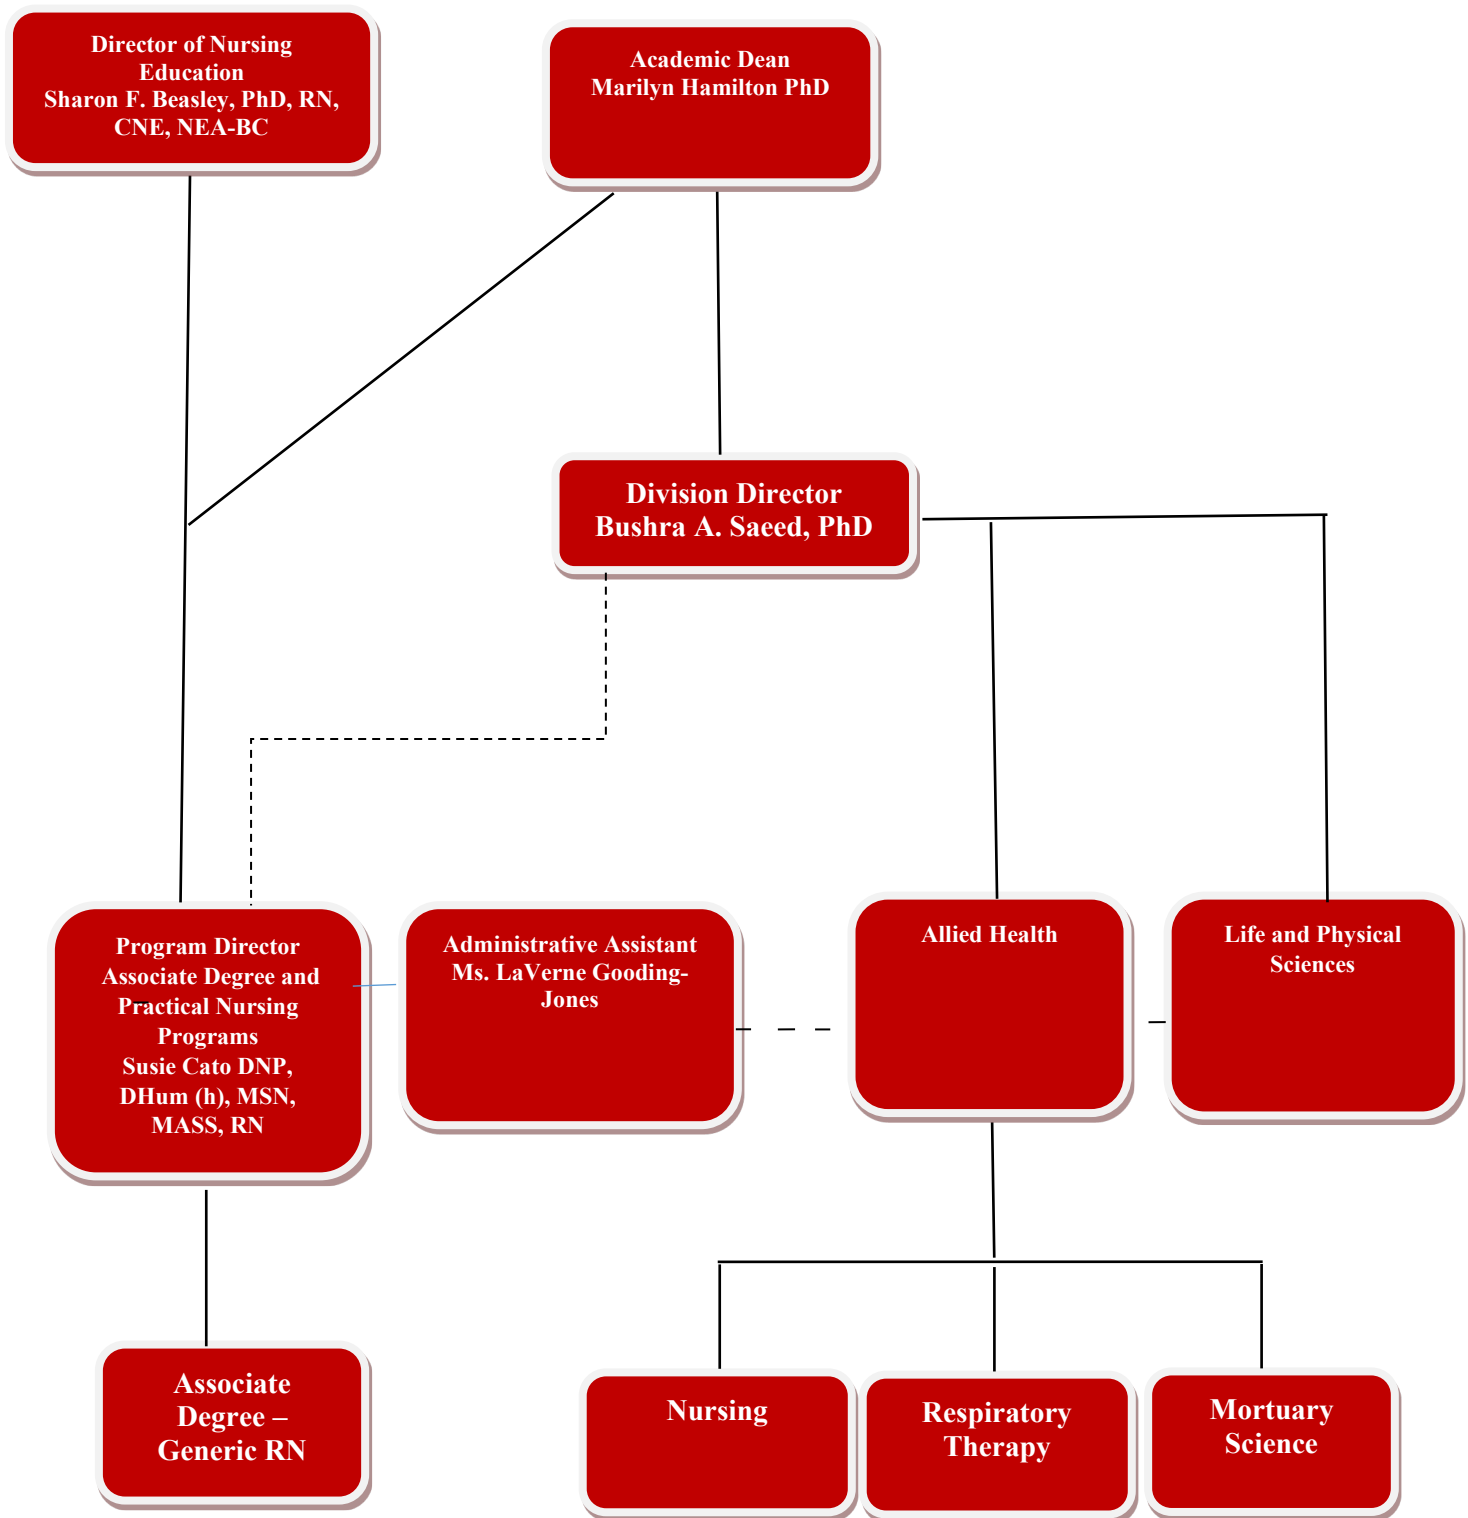 Director of Nursing
Education
Sharon F. Beasley, PhD, RN,
CNE, NEA-BC
Academic Dean
Marilyn Hamilton PhD
Division Director
Bushra A. Saeed, PhD
Program Director
Associate Degree and
Practical Nursing
Programs
Susie Cato DNP,
DHum (h), MSN,
MASS, RN
Administrative Assistant
Ms. LaVerne Gooding-
Jones
Allied Health
Life and Physical
Sciences
Associate
Degree –
Generic RN
Nursing
Respiratory
Therapy
Mortuary
Science